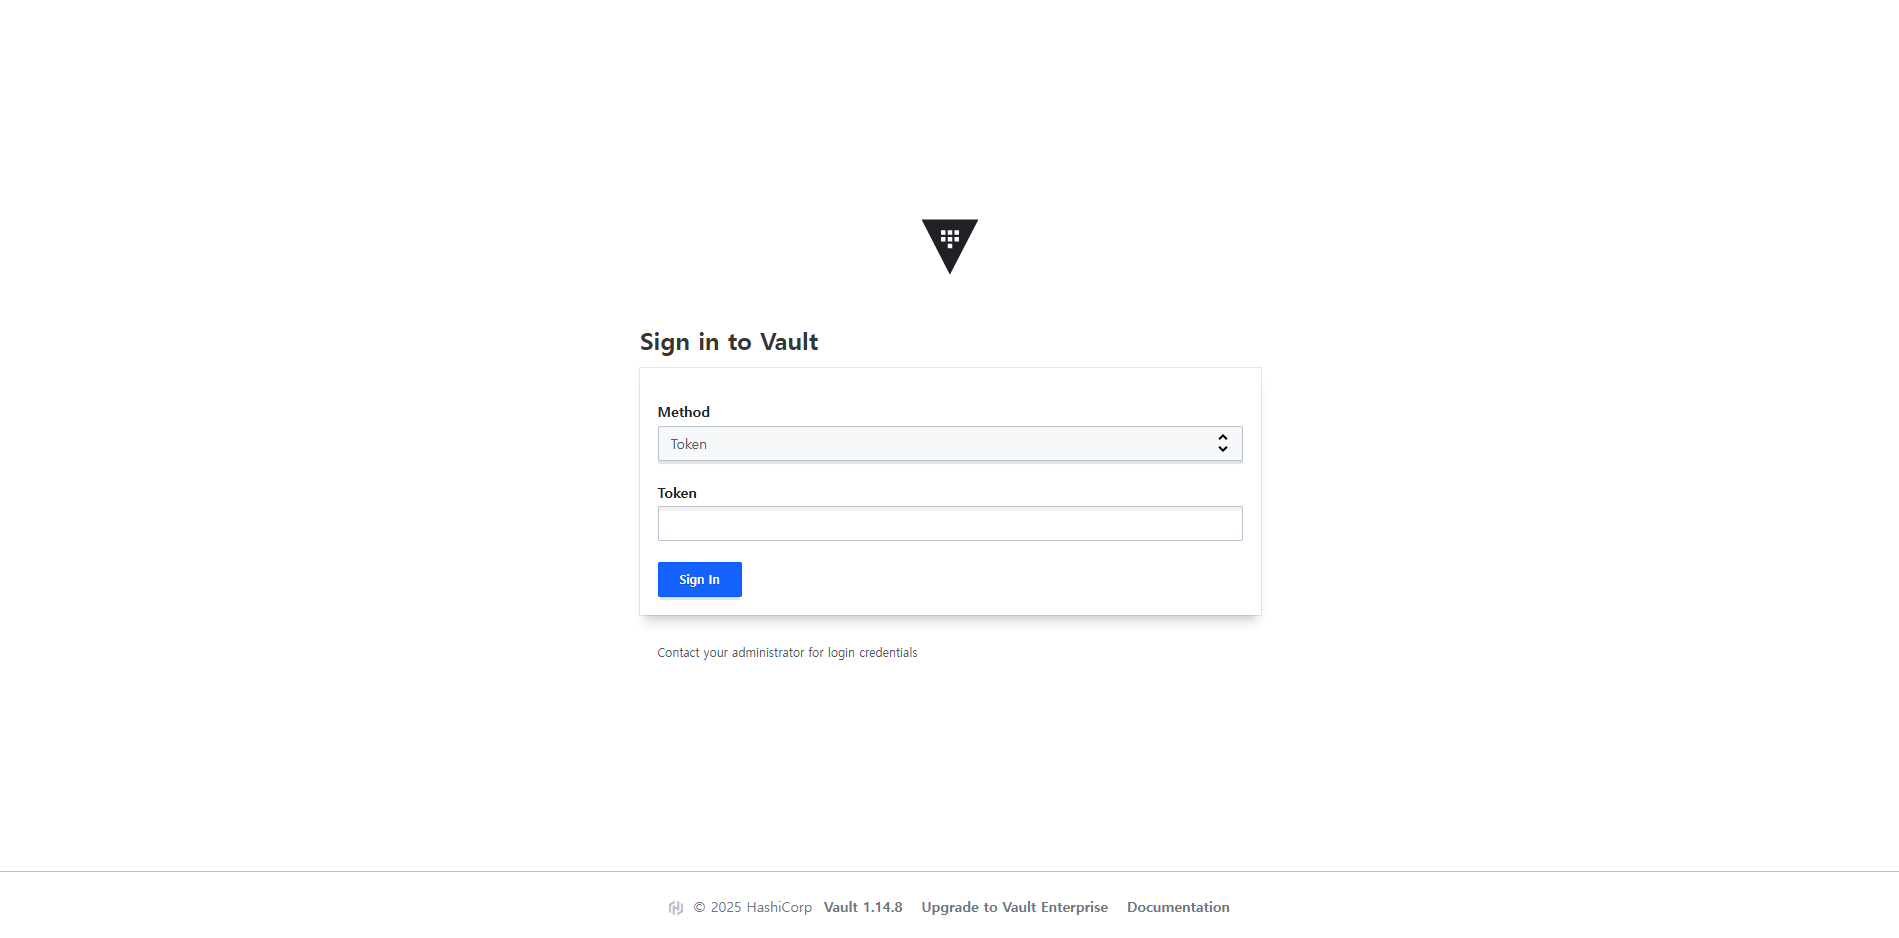 Sign in to Vault
Method
Token
Token
Sign In
Contact your administrator for login credentials
© 2025 HashiCorp Vault 1.14.8 Upgrade to Vault Enterprise Documentation